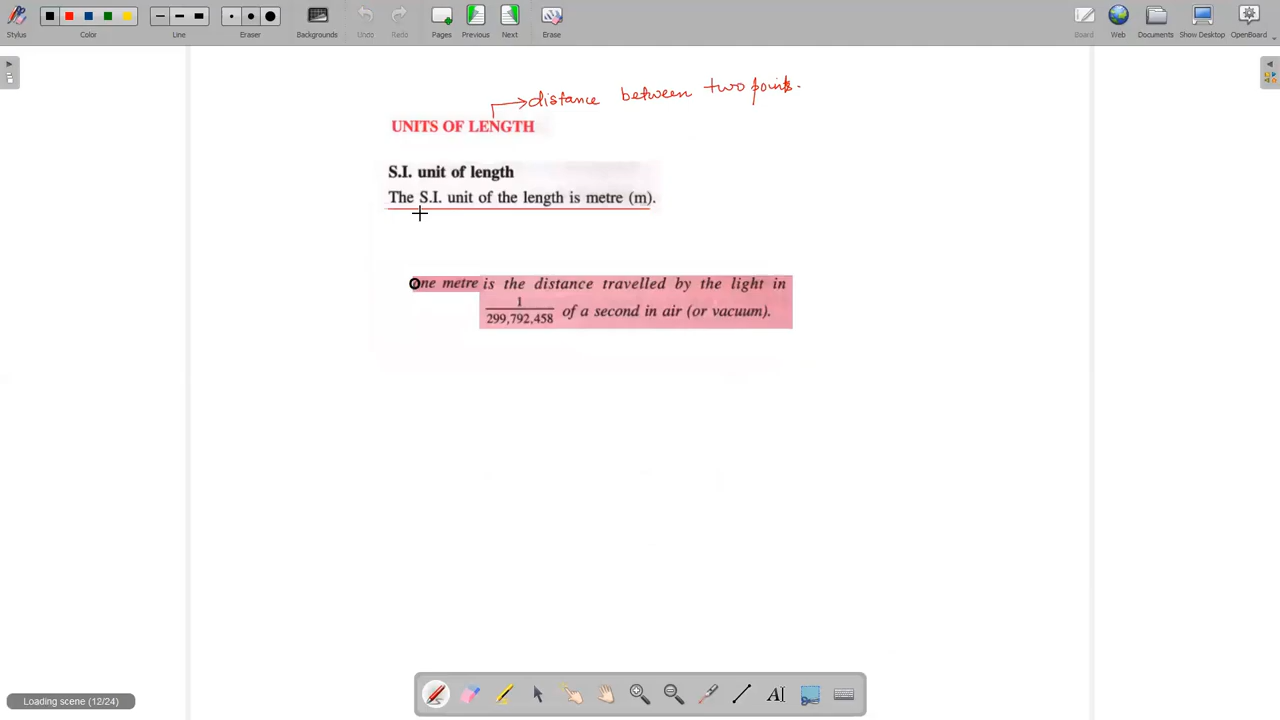 Stylus
Color
Line
Eraser
Backgrounds
Undo
Redo
Pages
Previous
Next
Erase
Board
Web
Documents
Show Desktop
OpenBoard
distance between two points.
UNITS OF LENGTH
S.I. unit of length
The S.I. unit of the length is metre (m).
One metre is the distance travelled by the light in
1
299,792,458 of a second in air (or vacuum).
Loading scene (12/24)